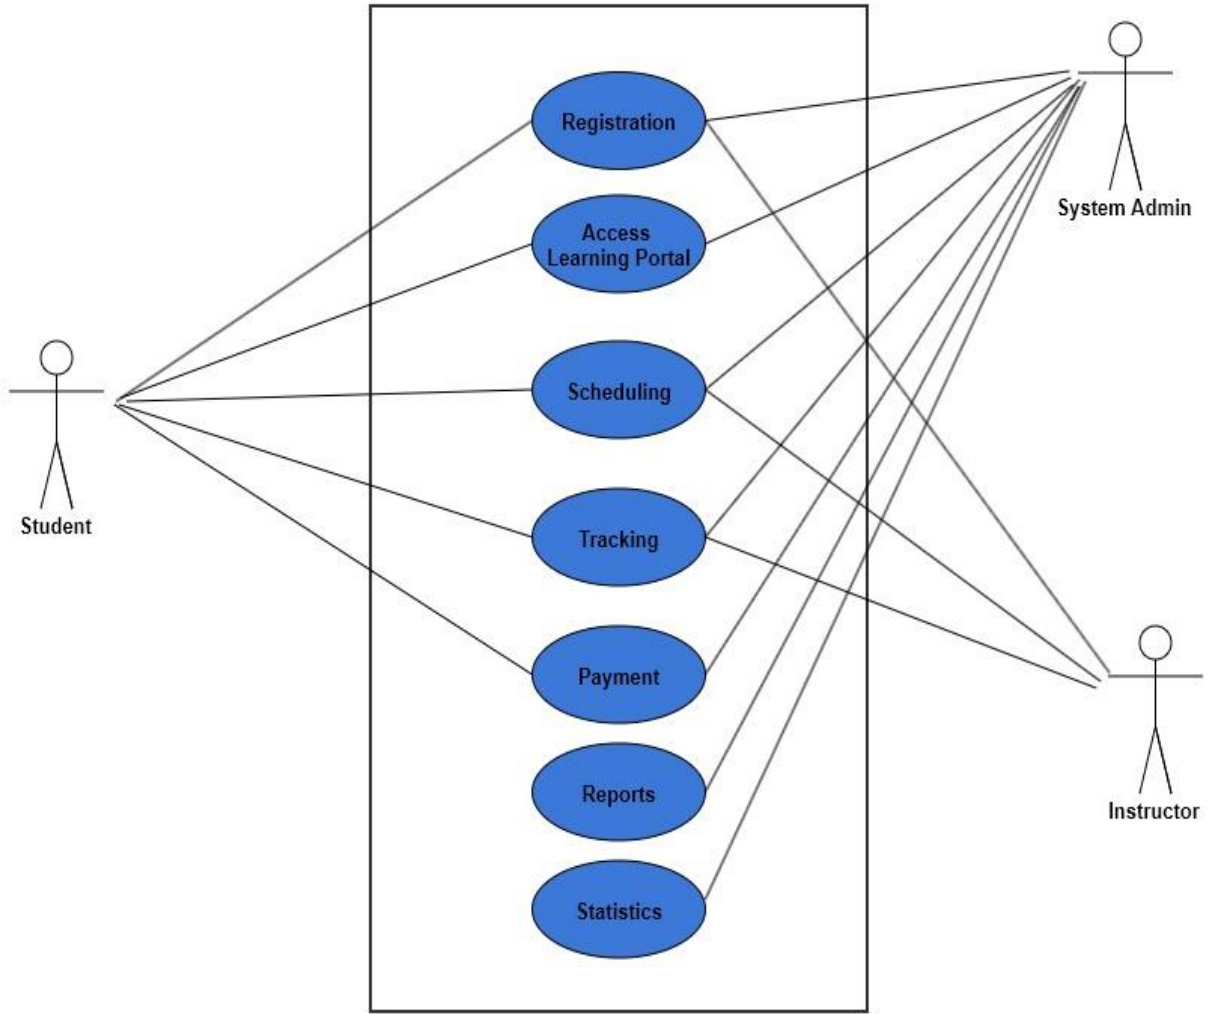 Registration
System Admin
Access
Learning Portal
Scheduling
Student
Tracking
Payment
Reports
Instructor
Statistics